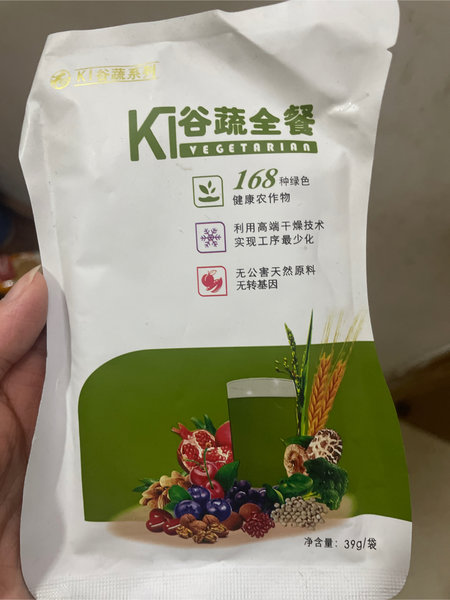 KI谷蔬系列
KI谷蔬全餐
VEGETARIAN
168种绿色
健康农作物
利用高端干燥技术
实现工序最少化
无公害天然原料
无转基因
净含量：39g/袋